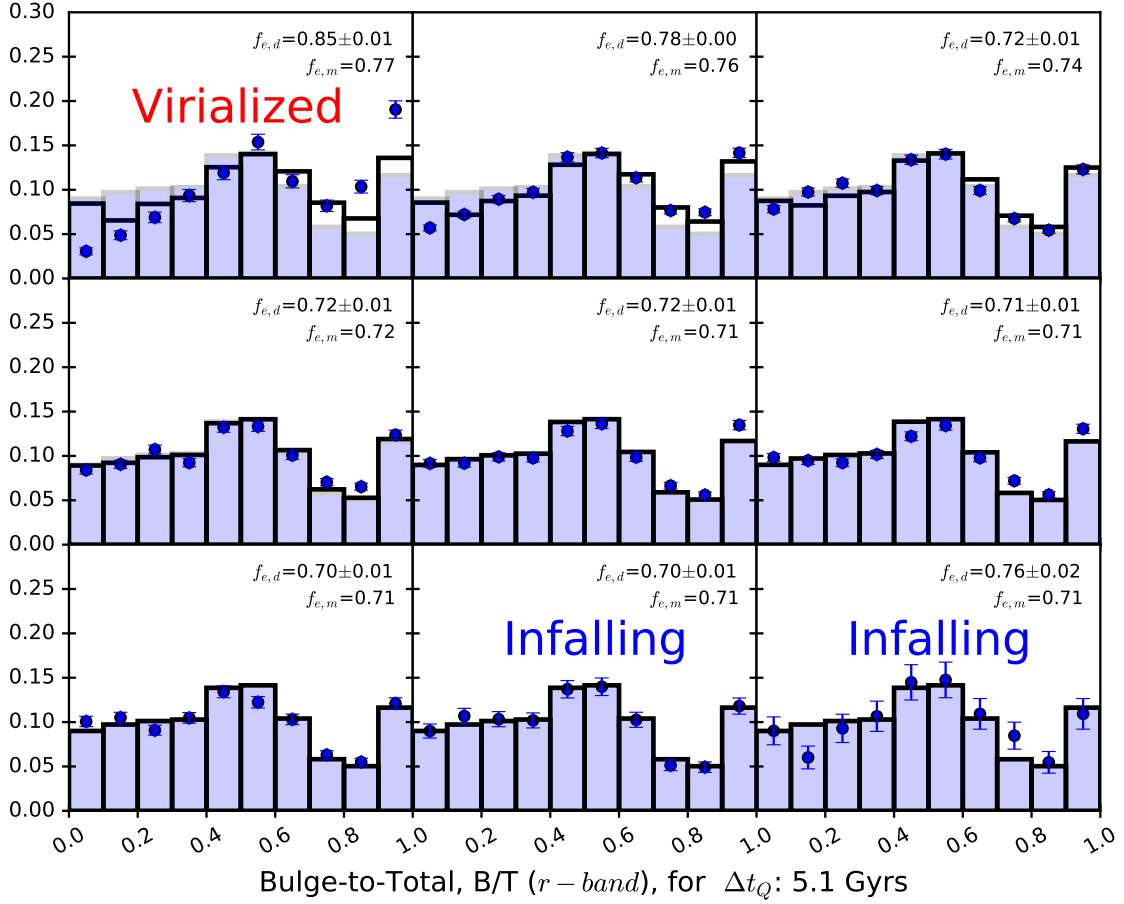 0.30
0.25
0.20
0.15
0.10
0.05
0.00
f_{e,d}=0.85±0.01
f_{e,m}=0.77
Virialized
f_{e,d}=0.78±0.00
f_{e,m}=0.76
f_{e,d}=0.72±0.01
f_{e,m}=0.74
0.25
0.20
0.15
0.10
0.05
0.00
f_{e,d}=0.72±0.01
f_{e,m}=0.72
f_{e,d}=0.72±0.01
f_{e,m}=0.71
f_{e,d}=0.71±0.01
f_{e,m}=0.71
0.25
0.20
0.15
0.10
0.05
0.00
f_{e,d}=0.70±0.01
f_{e,m}=0.71
f_{e,d}=0.70±0.01
f_{e,m}=0.71
Infalling
f_{e,d}=0.76±0.02
f_{e,m}=0.71
Infalling
0.0 0.2 0.4 0.6 0.8 1.0 0.2 0.4 0.6 0.8 1.0 0.2 0.4 0.6 0.8 1.0
Bulge-to-Total, B/T (r − band), for Δt_Q: 5.1 Gyrs